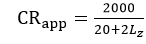 CR_app = 2000/(20+2L_z)